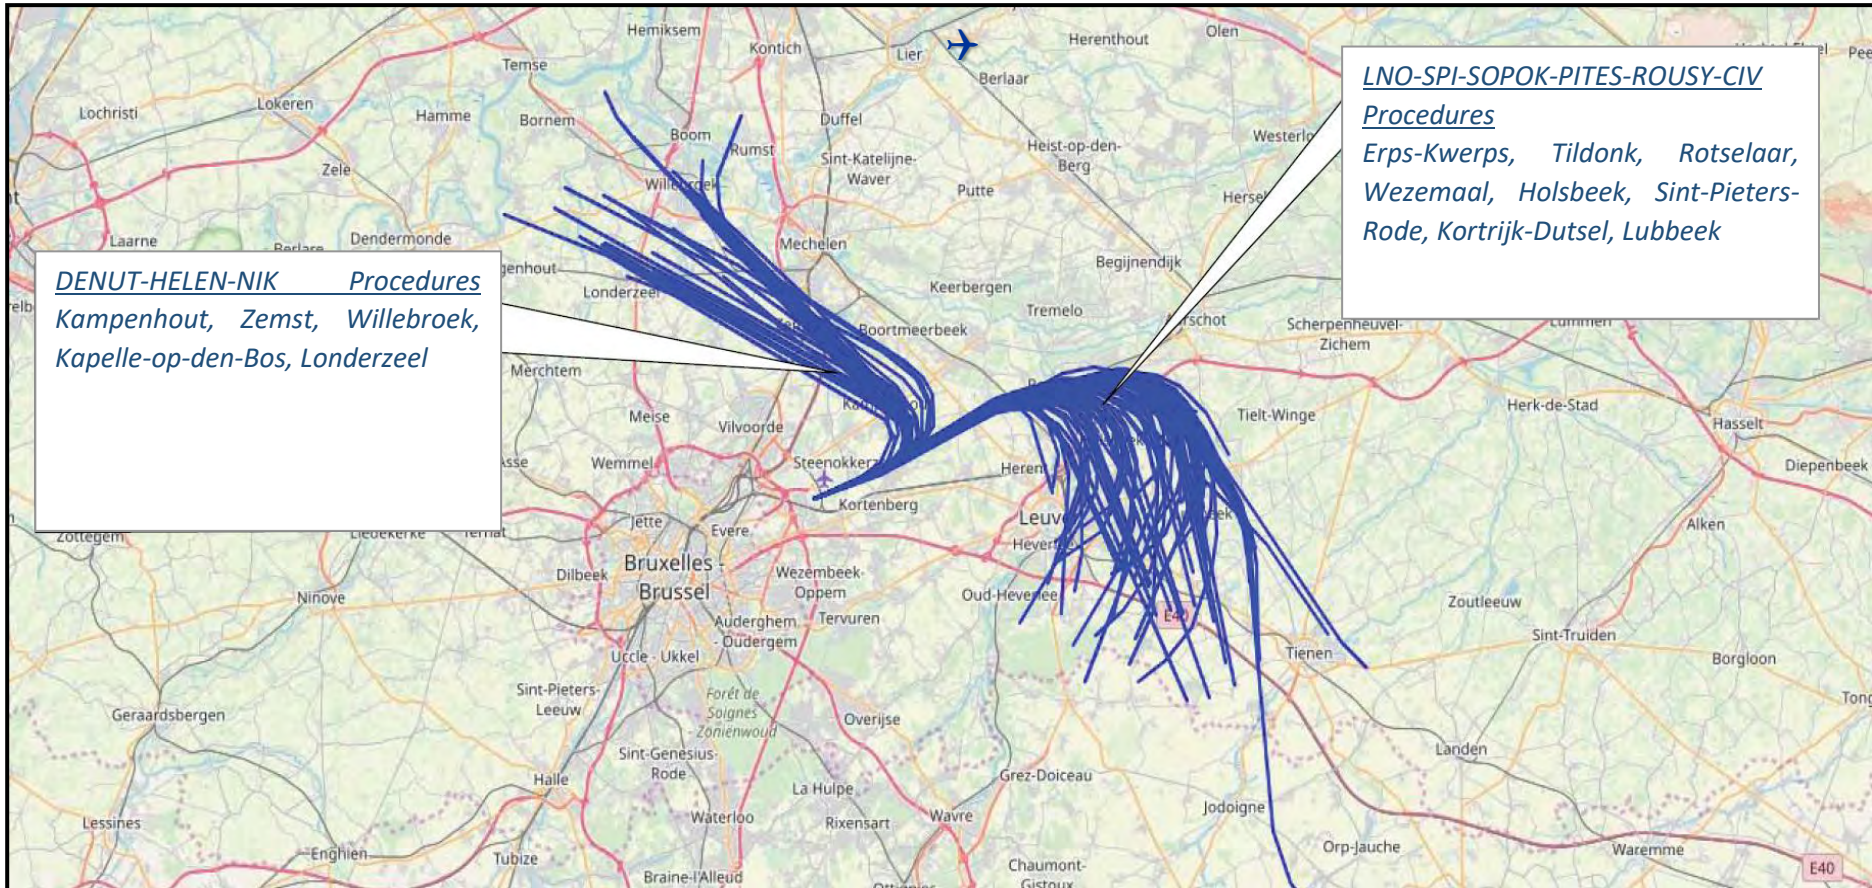 Hemiksem
Kontich
Lier
Herenthout
Olen
Temse
Berlaar
Lochristi
Lokeren
Hamme
Bornem
Boom
Duffel
Rumst
Heist-op-den-
Berg
Zele
Sint-Katelijne-
Waver
Putte
LNO-SPI-SOPOK-PITES-ROUSY-CIV
Procedures
Erps-Kwerps, Tildonk, Rotselaar,
Wezemaal, Holsbeek, Sint-Pieters-
Rode, Kortrijk-Dutsel, Lubbeek
Laarne
Dendermonde
Mechelen
Begijnendijk
Keerbergen
Tremelo
Londerzeel
Boortmeerbeek
Scherpenheuvel-
Zichem
DENUT-HELEN-NIK Procedures
Kampenhout, Zemst, Willebroek,
Kapelle-op-den-Bos, Londerzeel
Merchtem
Meise
Vilvoorde
Tielt-Winge
Herk-de-Stad
Hasselt
Wemmel
Diepenbeek
Kortenberg
Jette
Evere
Alken
Zottegem
Bruxelles -
Brussel
Dilbeek
Wezembeek-
Oppem
Oud-Heverlee
Ninove
Zoutleeuw
Auderghem
- Oudergem
Tervuren
E40
Sint-Truiden
Uccle - Ukkel
Tienen
Borgloon
Sint-Pieters-
Leeuw
Forêt de
Soignes
- Zoniënwoud
Geraardsbergen
Overijse
Sint-Genesius-
Rode
Landen
Halle
La Hulpe
Grez-Doiceau
Jodoigne
Lessines
Waterloo
Rixensart
Wavre
Enghien
Tubize
Orp-Jauche
Waremme
Braine-l'Alleud
Chaumont-
Gistoux
E40